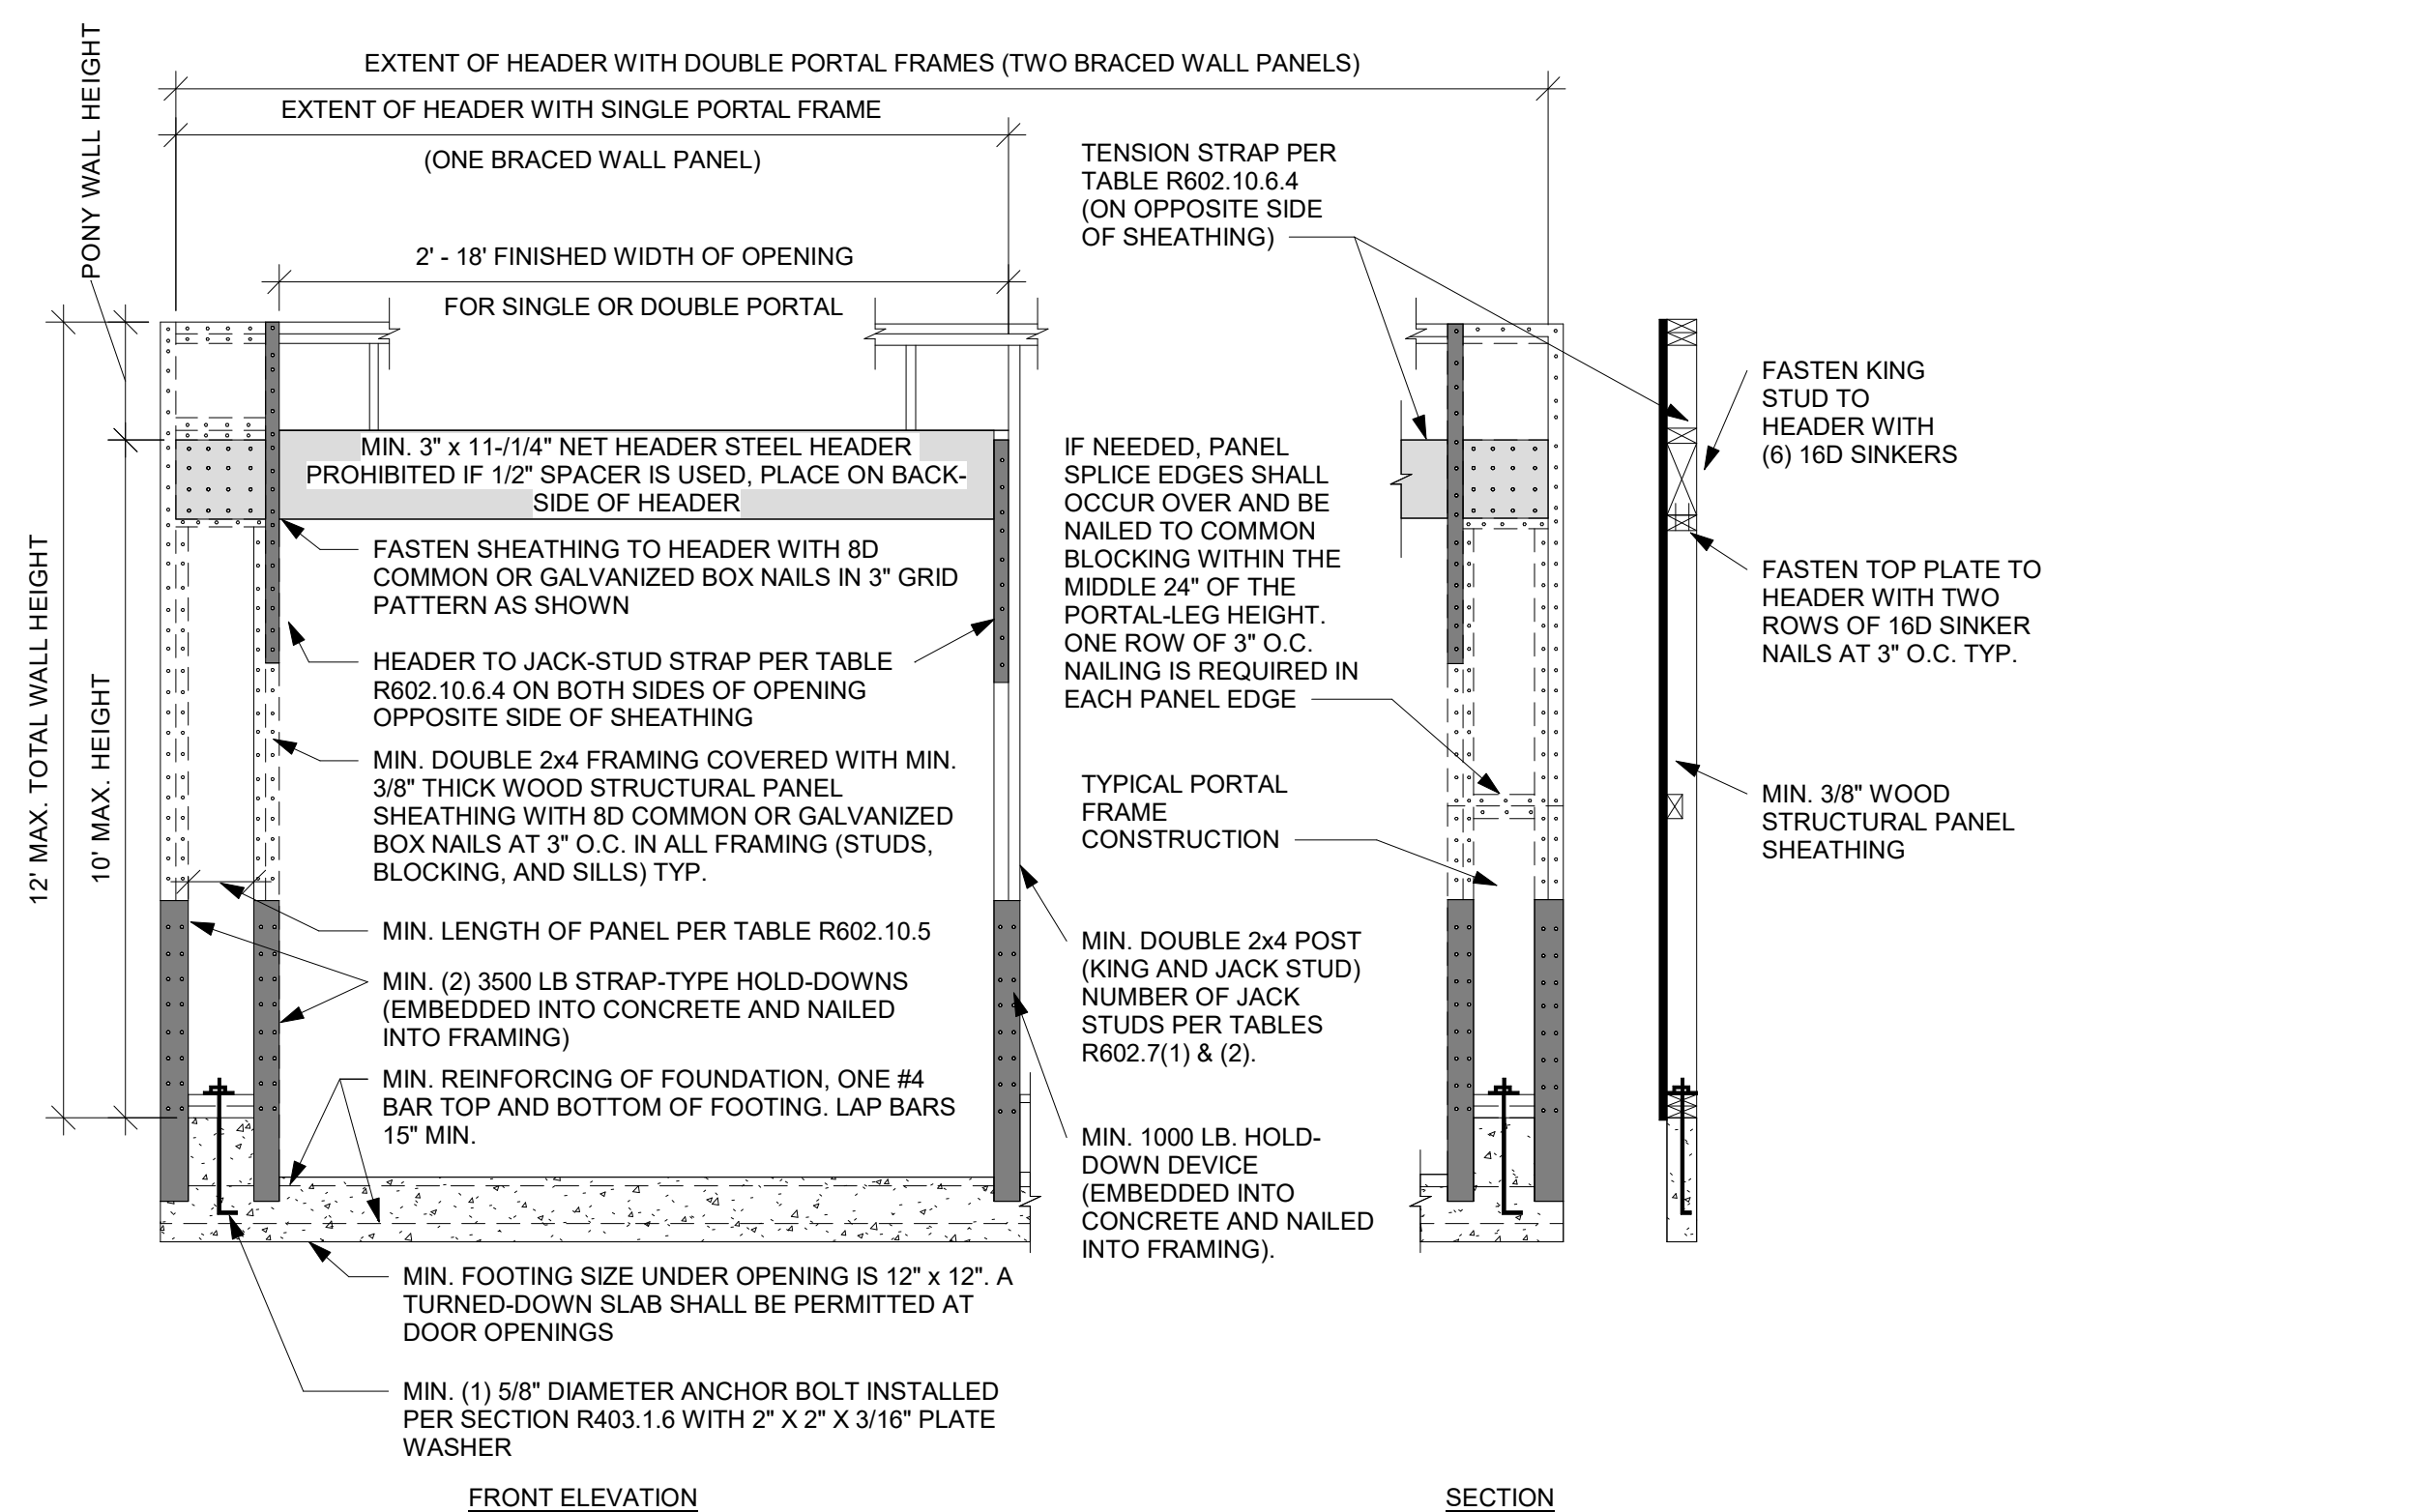 EXTENT OF HEADER WITH DOUBLE PORTAL FRAMES (TWO BRACED WALL PANELS)
EXTENT OF HEADER WITH SINGLE PORTAL FRAME
(ONE BRACED WALL PANEL)
2' - 18' FINISHED WIDTH OF OPENING
FOR SINGLE OR DOUBLE PORTAL
PONY WALL HEIGHT
12' MAX. TOTAL WALL HEIGHT
10' MAX. HEIGHT
MIN. 3" x 11-/1/4" NET HEADER STEEL HEADER
PROHIBITED IF 1/2" SPACER IS USED, PLACE ON BACK-
SIDE OF HEADER
FASTEN SHEATHING TO HEADER WITH 8D
COMMON OR GALVANIZED BOX NAILS IN 3" GRID
PATTERN AS SHOWN
HEADER TO JACK-STUD STRAP PER TABLE
R602.10.6.4 ON BOTH SIDES OF OPENING
OPPOSITE SIDE OF SHEATHING
MIN. DOUBLE 2x4 FRAMING COVERED WITH MIN.
3/8" THICK WOOD STRUCTURAL PANEL
SHEATHING WITH 8D COMMON OR GALVANIZED
BOX NAILS AT 3" O.C. IN ALL FRAMING (STUDS,
BLOCKING, AND SILLS) TYP.
MIN. LENGTH OF PANEL PER TABLE R602.10.5
MIN. (2) 3500 LB STRAP-TYPE HOLD-DOWNS
(EMBEDDED INTO CONCRETE AND NAILED
INTO FRAMING)
MIN. REINFORCING OF FOUNDATION, ONE #4
BAR TOP AND BOTTOM OF FOOTING. LAP BARS
15" MIN.
MIN. FOOTING SIZE UNDER OPENING IS 12" x 12". A
TURNED-DOWN SLAB SHALL BE PERMITTED AT
DOOR OPENINGS
MIN. (1) 5/8" DIAMETER ANCHOR BOLT INSTALLED
PER SECTION R403.1.6 WITH 2" X 2" X 3/16" PLATE
WASHER
FRONT ELEVATION
TENSION STRAP PER
TABLE R602.10.6.4
(ON OPPOSITE SIDE
OF SHEATHING)
IF NEEDED, PANEL
SPLICE EDGES SHALL
OCCUR OVER AND BE
NAILED TO COMMON
BLOCKING WITHIN THE
MIDDLE 24" OF THE
PORTAL-LEG HEIGHT.
ONE ROW OF 3" O.C.
NAILING IS REQUIRED IN
EACH PANEL EDGE
TYPICAL PORTAL
FRAME
CONSTRUCTION
MIN. DOUBLE 2x4 POST
(KING AND JACK STUD)
NUMBER OF JACK
STUDS PER TABLES
R602.7(1) & (2).
MIN. 1000 LB. HOLD-
DOWN DEVICE
(EMBEDDED INTO
CONCRETE AND NAILED
INTO FRAMING).
FASTEN KING
STUD TO
HEADER WITH
(6) 16D SINKERS
FASTEN TOP PLATE TO
HEADER WITH TWO
ROWS OF 16D SINKER
NAILS AT 3" O.C. TYP.
MIN. 3/8" WOOD
STRUCTURAL PANEL
SHEATHING
SECTION